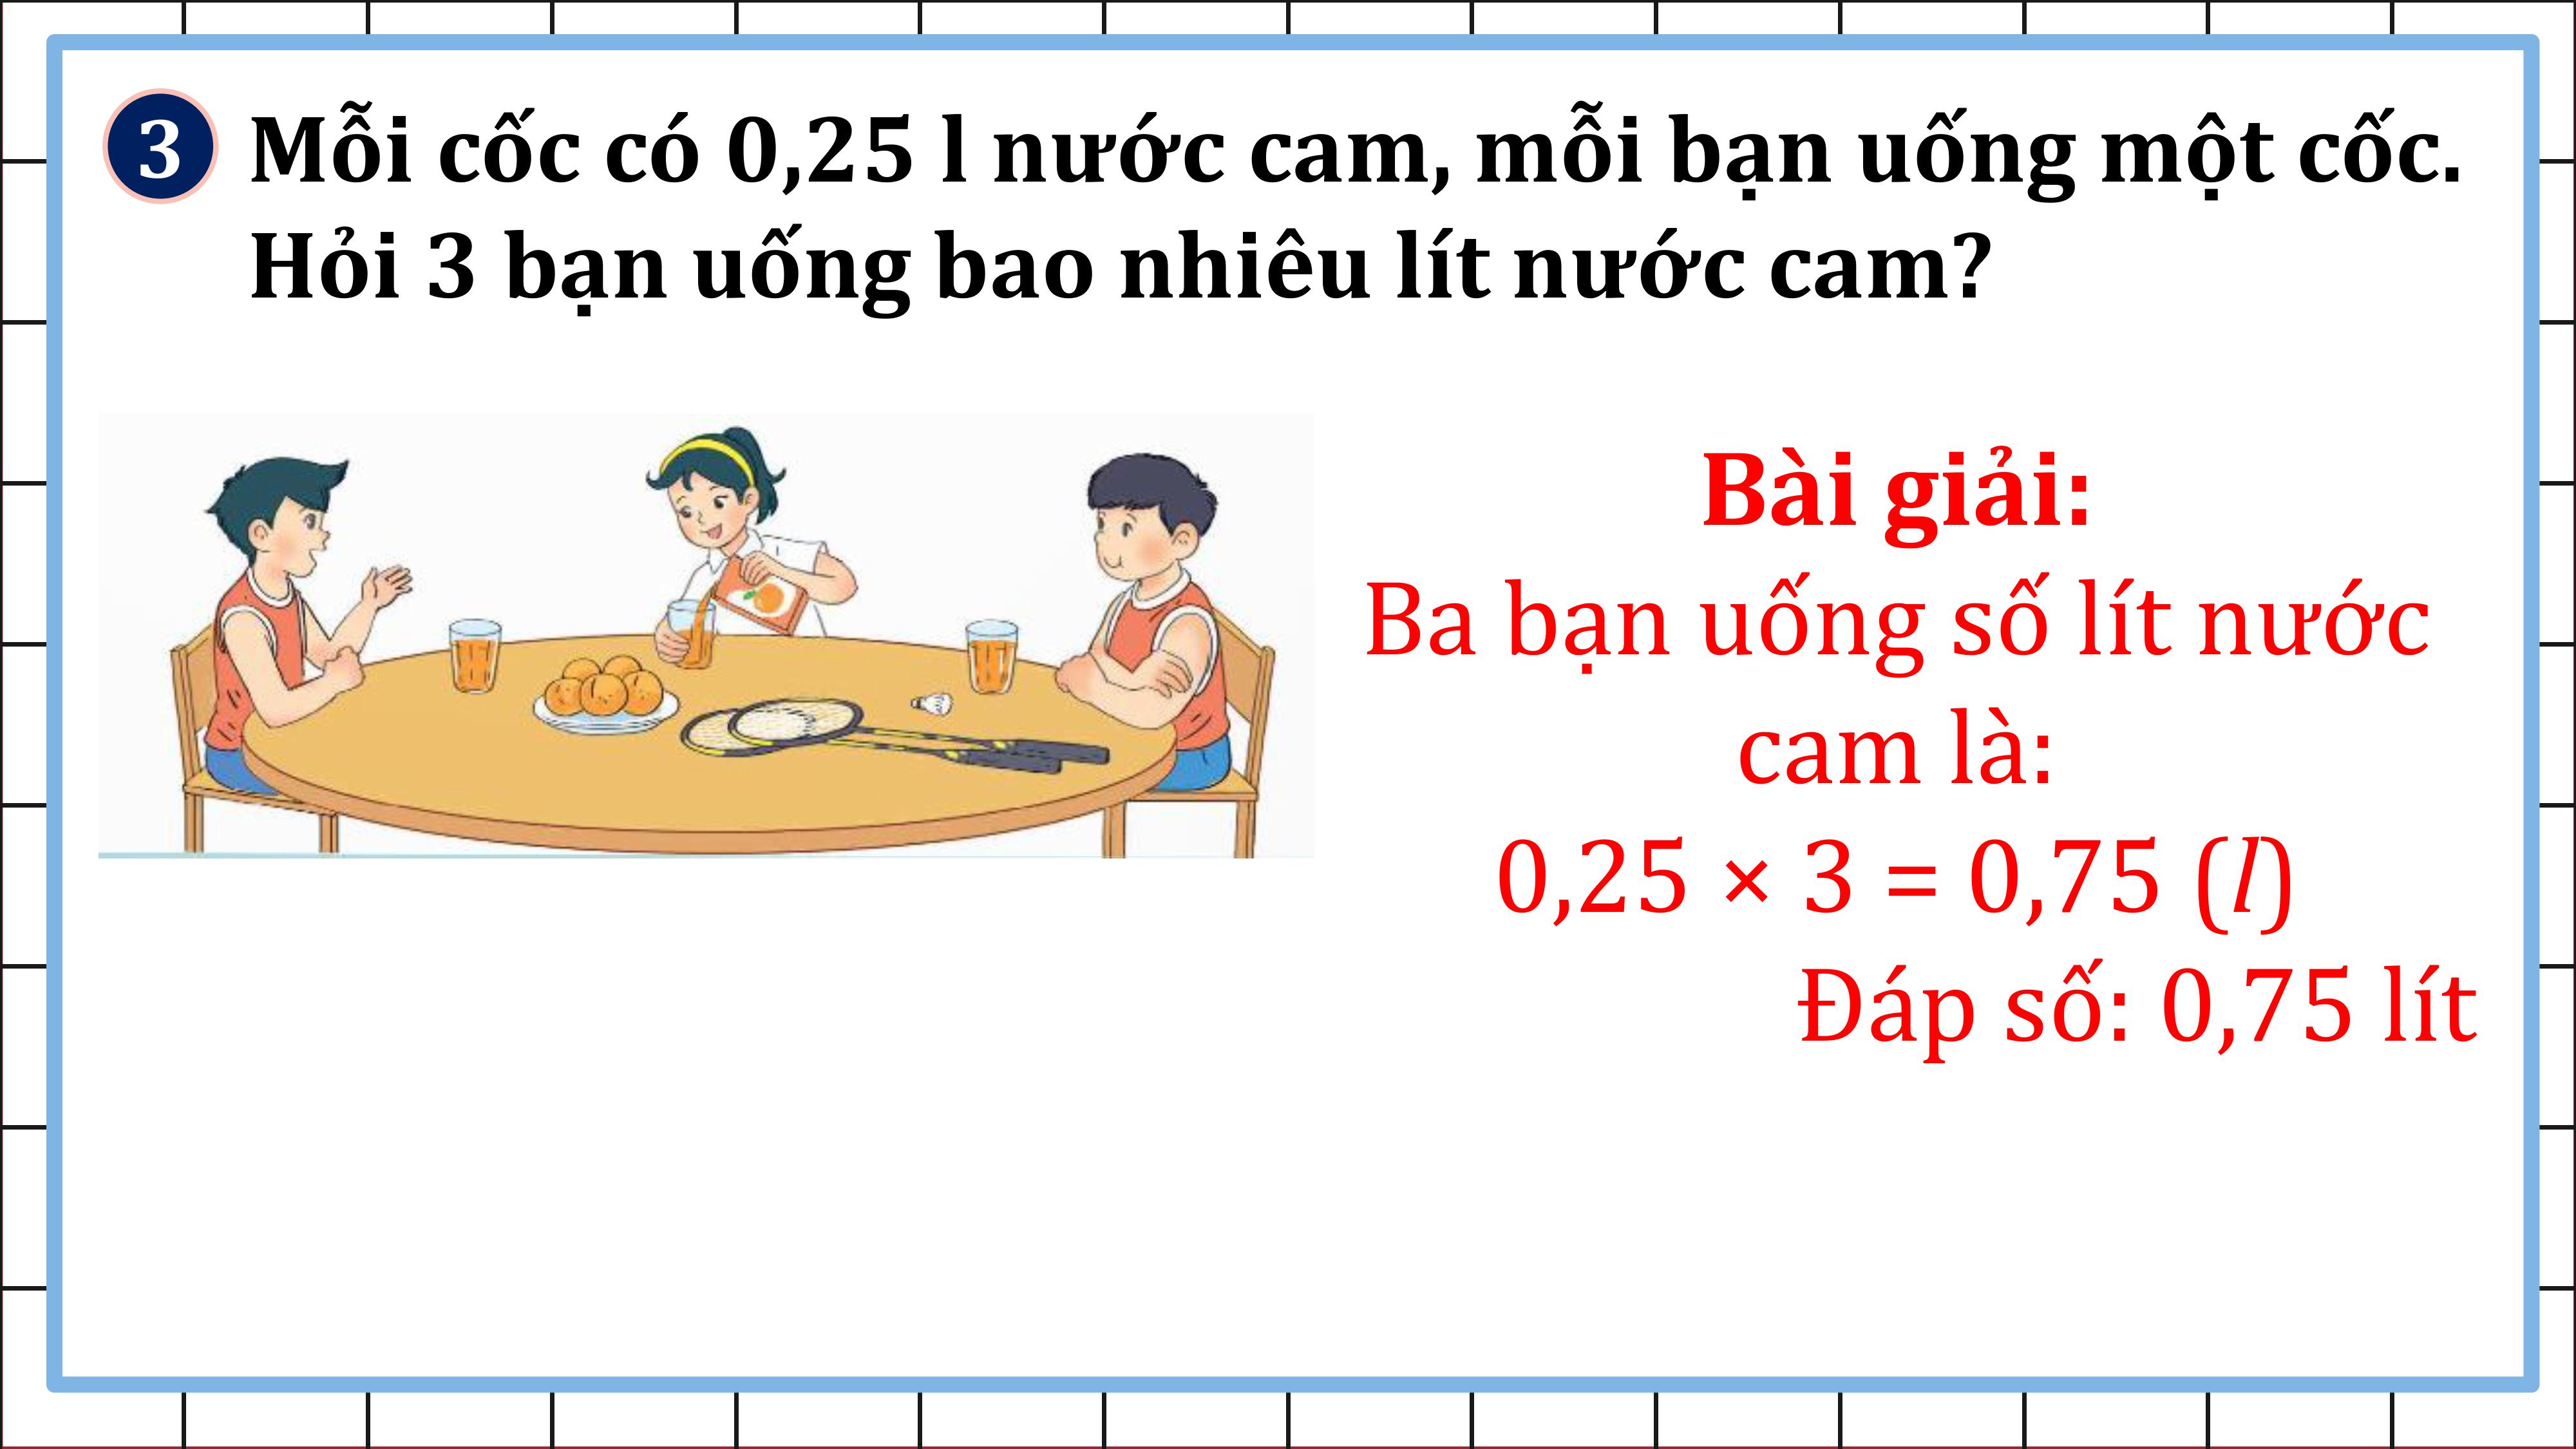 3 Mỗi cốc có 0,25 l nước cam, mỗi bạn uống một cốc.
Hỏi 3 bạn uống bao nhiêu lít nước cam?
Bài giải:
Ba bạn uống số lít nước
cam là:
0,25 × 3 = 0,75 (l)
Đáp số: 0,75 lít